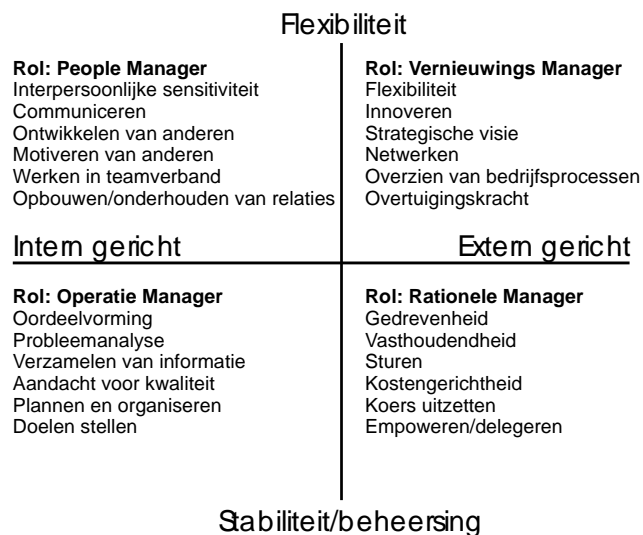 Flexibiliteit
Rol: People Manager
Interpersoonlijke sensitiviteit
Communiceren
Ontwikkelen van anderen
Motiveren van anderen
Werken in teamverband
Opbouwen/onderhouden van relaties
Rol: Vernieuwings Manager
Flexibiliteit
Innoveren
Strategische visie
Netwerken
Overzien van bedrijfsprocessen
Overtuigingskracht
Intern gericht
Extern gericht
Rol: Operatie Manager
Oordeelvorming
Probleemanalyse
Verzamelen van informatie
Aandacht voor kwaliteit
Plannen en organiseren
Doelen stellen
Rol: Rationele Manager
Gedrevenheid
Vasthoudendheid
Sturen
Kostengerichtheid
Koers uitzetten
Empoweren/delegeren
Stabiliteit/beheersing